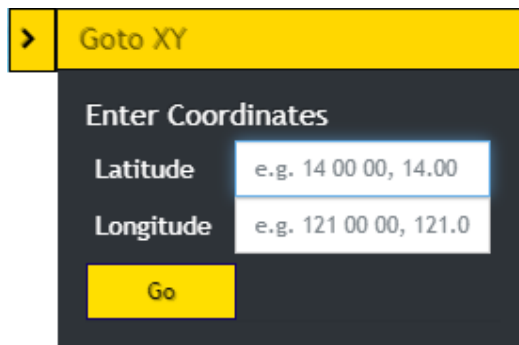 Goto XY
Enter Coordinates
Latitude e.g. 14 00 00, 14.00
Longitude e.g. 121 00 00, 121.0
Go